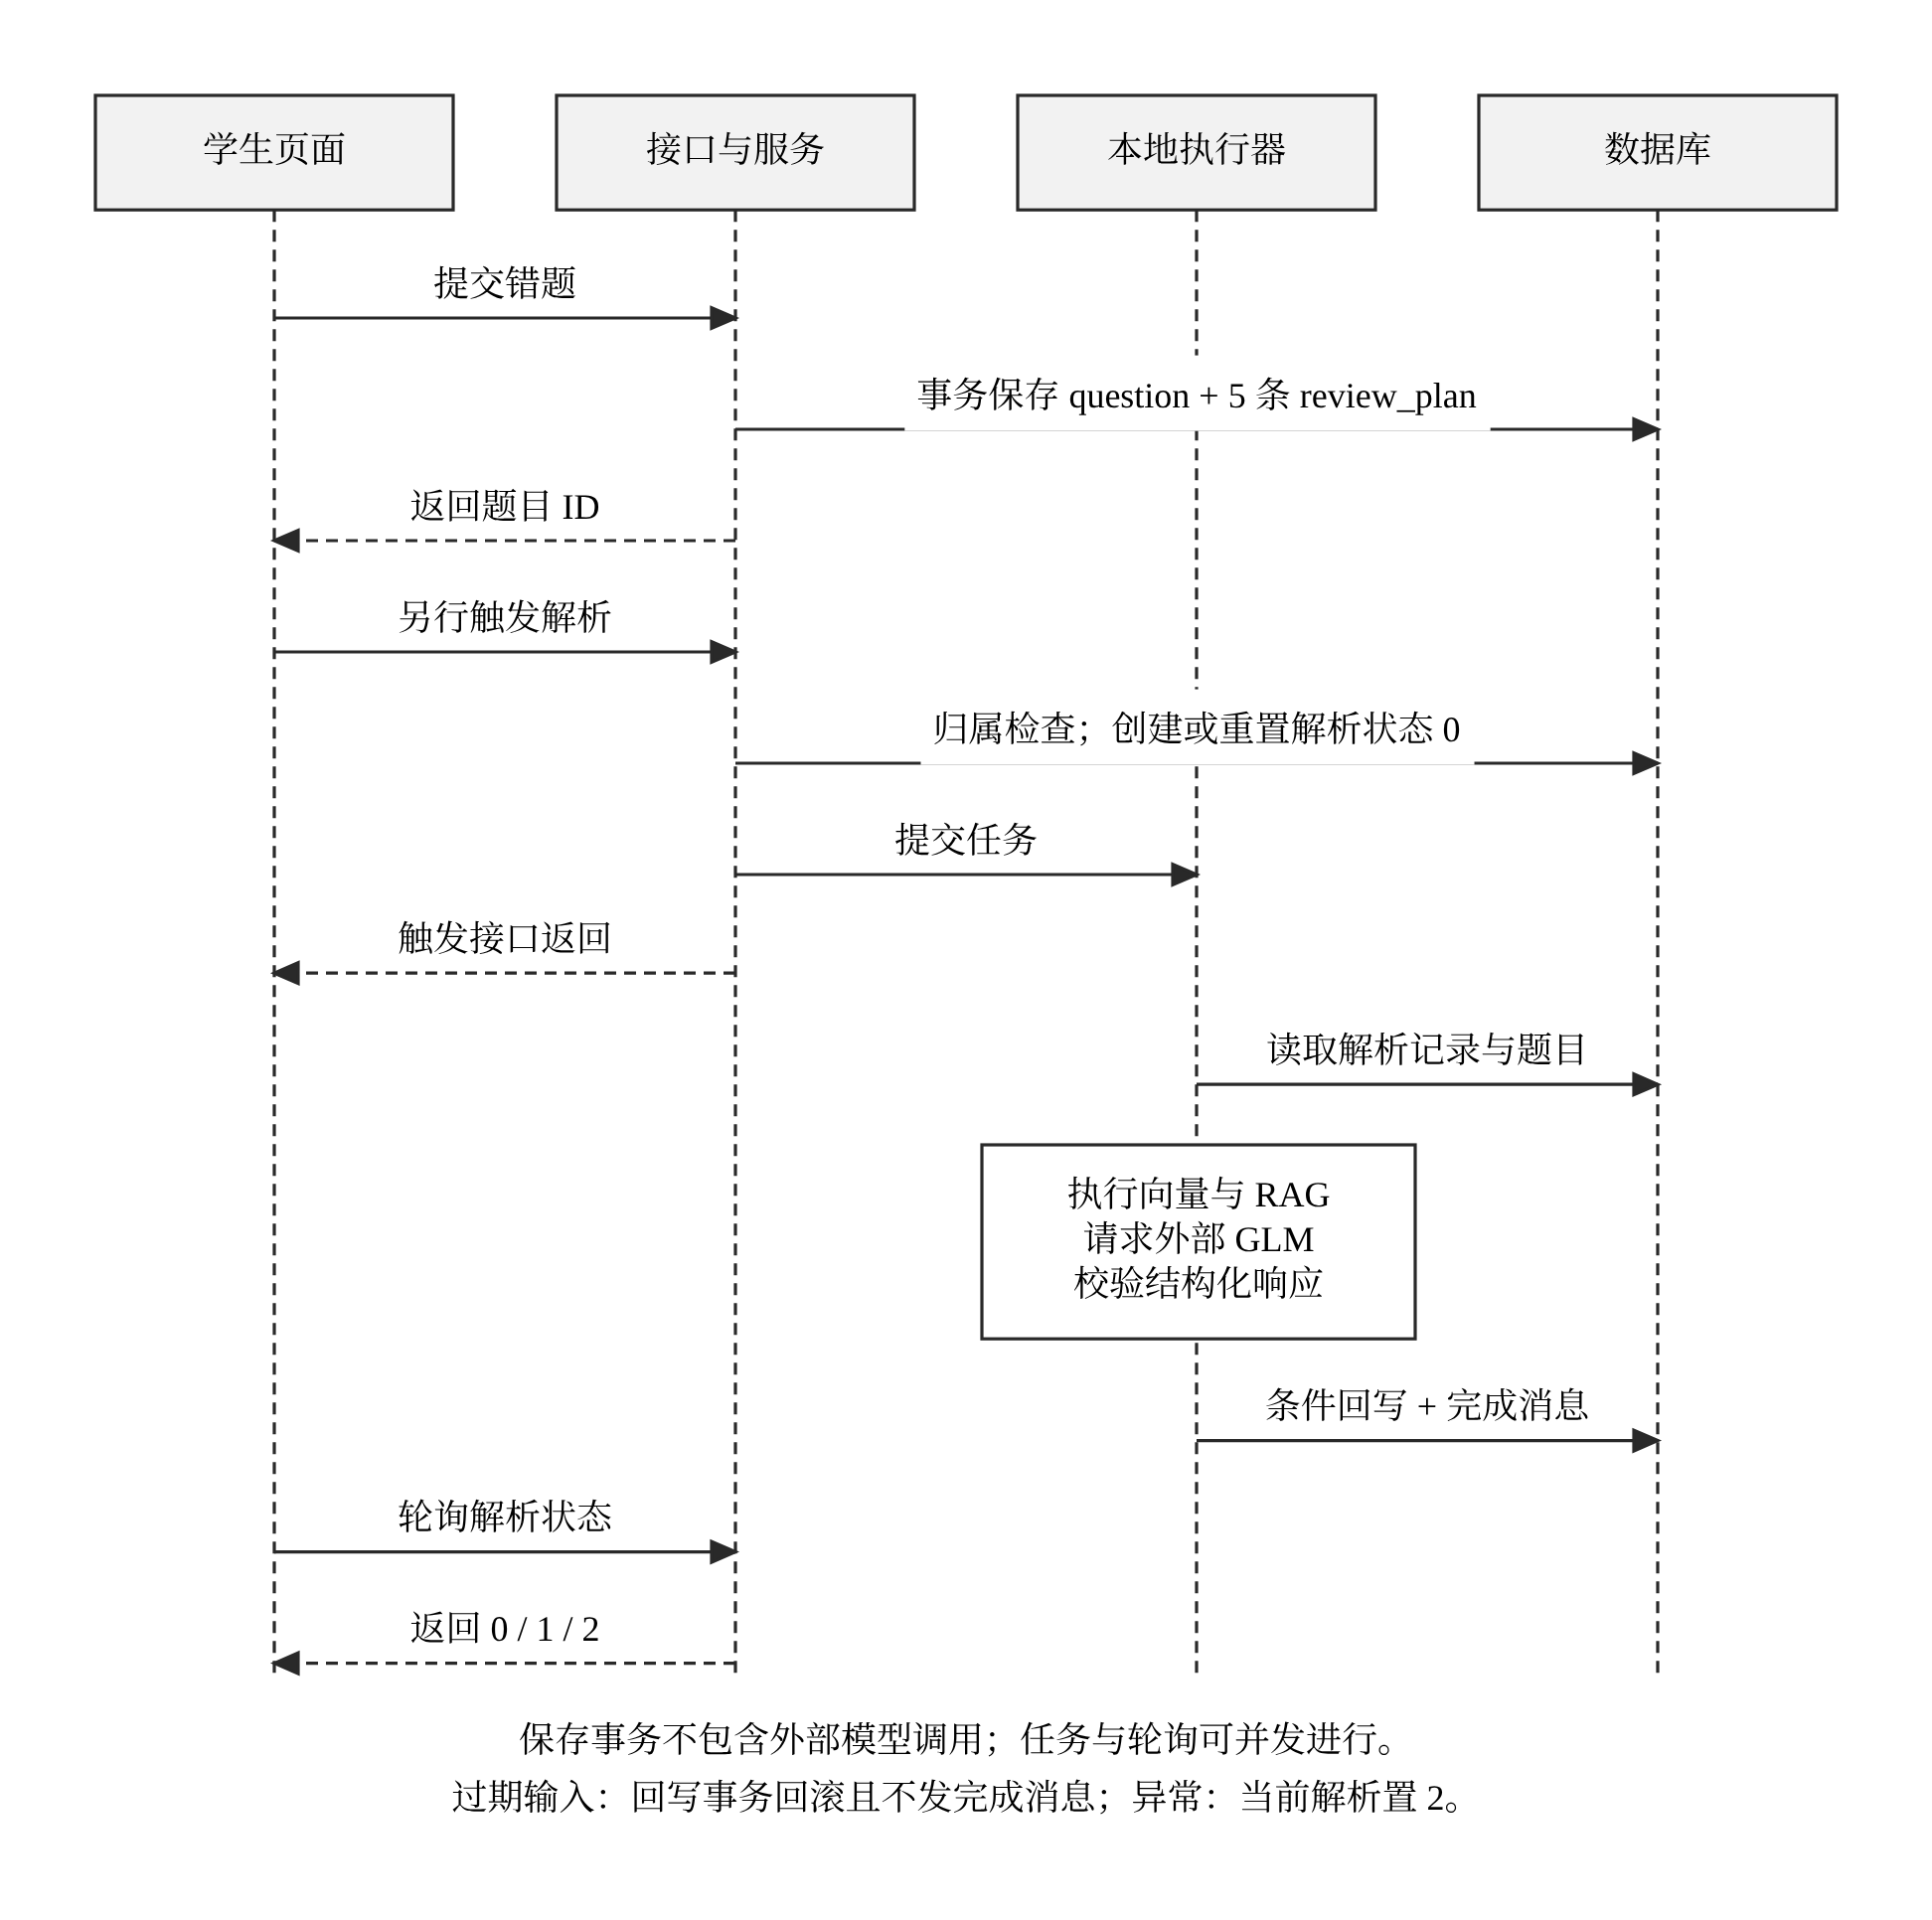 学生页面
接口与服务
本地执行器
数据库
提交错题
事务保存 question + 5 条 review_plan
返回题目 ID
另行触发解析
归属检查；创建或重置解析状态 0
提交任务
触发接口返回
读取解析记录与题目
执行向量与 RAG
请求外部 GLM
校验结构化响应
条件回写 + 完成消息
轮询解析状态
返回 0 / 1 / 2
保存事务不包含外部模型调用；任务与轮询可并发进行。
过期输入：回写事务回滚且不发完成消息；异常：当前解析置 2。